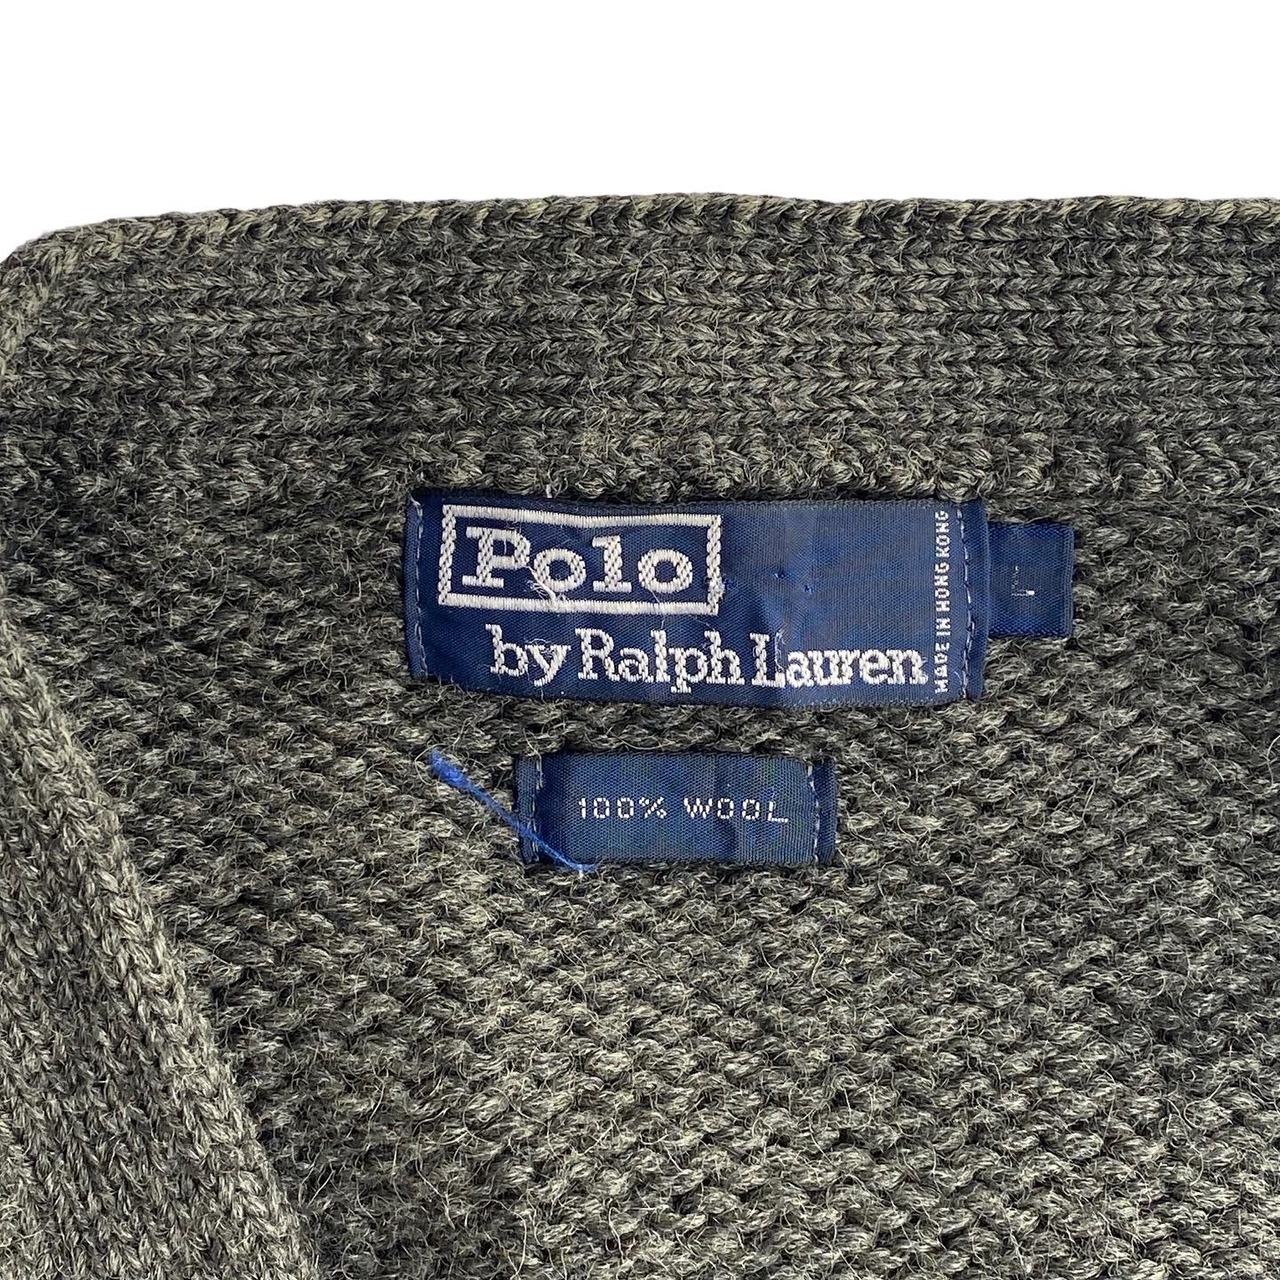 Polo
by Ralph Lauren
MADE IN HONG KONG
L
100% WOOL